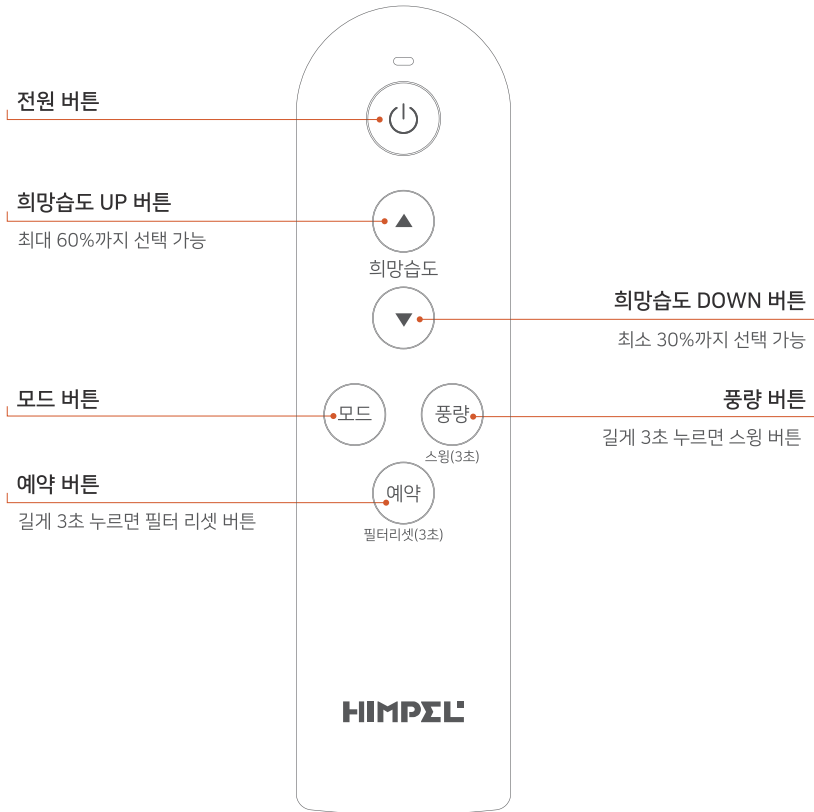 전원 버튼
희망습도 UP 버튼
최대 60%까지 선택 가능
희망습도
희망습도 DOWN 버튼
최소 30%까지 선택 가능
모드 버튼
모드
풍량
풍량 버튼
길게 3초 누르면 스윙 버튼
스윙(3초)
예약 버튼
예약
길게 3초 누르면 필터 리셋 버튼
필터리셋(3초)
HIMPEL